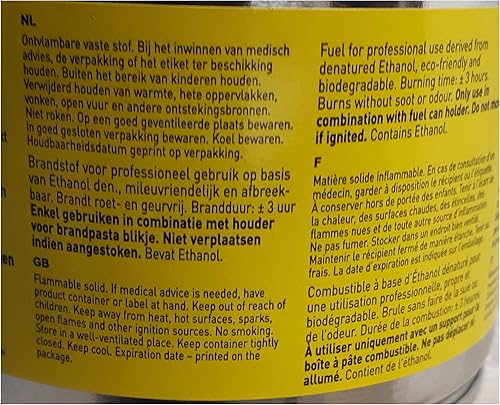 NL
Ontvlambare vaste stof. Bij het inwinnen van medisch
advies, de verpakking of het etiket ter beschikking
houden. Buiten het bereik van kinderen houden.
Verwijderd houden van warmte, hete oppervlakken,
vonken, open vuur en andere ontstekingsbronnen.
Niet roken. Op een goed geventileerde plaats bewaren.
In goed gesloten verpakking bewaren. Koel bewaren.
Houdbaarheidsdatum geprint op verpakking.
Brandstof voor professioneel gebruik op basis
van Ethanol den., mileuvriendelijk en afbreek-
baar. Brandt roet- en geurvrij. Brandduur: ± 3 uur
Enkel gebruiken in combinatie met houder
voor brandpasta blikje. Niet verplaatsen
indien aangestoken. Bevat Ethanol.
GB
Flammable solid. If medical advice is needed, have
product container or label at hand. Keep out of reach of
children. Keep away from heat, hot surfaces, sparks,
open flames and other ignition sources. No smoking.
Store in a well-ventilated place. Keep container tightly
closed. Keep cool. Expiration date – printed on the
package.
Fuel for professional use derived from
denatured Ethanol, eco-friendly and
biodegradable. Burning time: ± 3 hours.
Burns without soot or odour. Only use in
combination with fuel can holder. Do not move
if ignited. Contains Ethanol.
F
Matière solide inflammable. En cas de consultation d'un
médecin, garder à disposition le récipient ou l'étiquette.
À conserver hors de portée des enfants. Tenir à l'écart de
la chaleur, des surfaces chaudes, des étincelles, des
flammes nues et de toute autre source d'inflammation.
Ne pas fumer. Stocker dans un endroit bien ventilé.
Maintenir le récipient fermé de manière étanche. Tenir au
frais. La date d'expiration est indiquée sur l'emballage.
Combustible à base d'Éthanol dénaturé pour
une utilisation professionnelle, propre et
biodégradable. Brule sans faire de la suie ou
de l'odeur. Durée de la combustion: ± 3 heures
À utiliser uniquement avec un support pour la
boîte à pâte combustible. Ne pas déplacer si
allumé. Contient de l'éthanol.